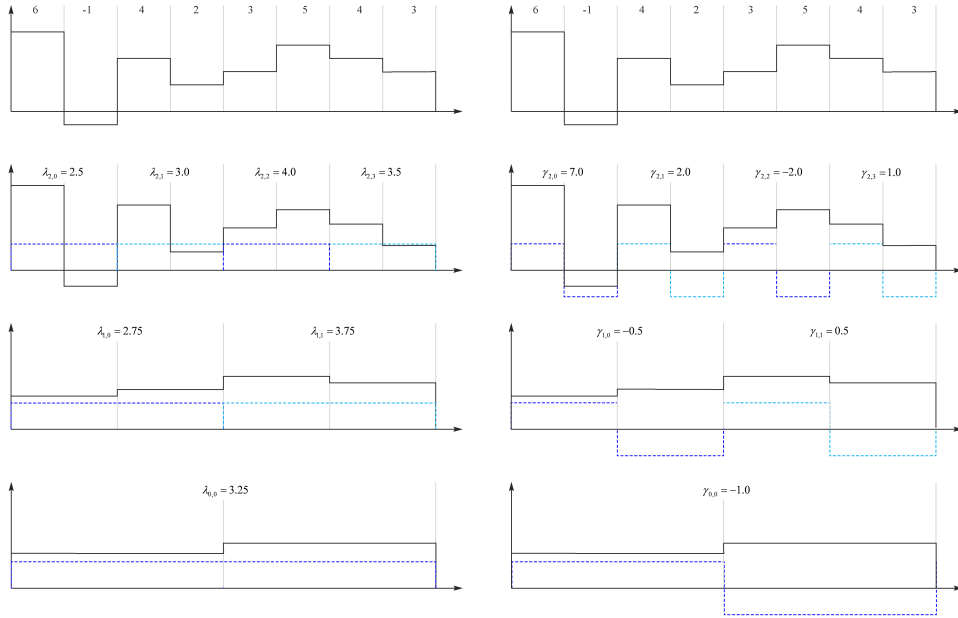 6 -1 4 2 3 5 4 3
6 -1 4 2 3 5 4 3
λ2,0 = 2.5 λ2,1 = 3.0 λ2,2 = 4.0 λ2,3 = 3.5
γ2,0 = 7.0 γ2,1 = 2.0 γ2,2 = −2.0 γ2,3 = 1.0
λ1,0 = 2.75 λ1,1 = 3.75
γ1,0 = −0.5 γ1,1 = 0.5
λ0,0 = 3.25
γ0,0 = −1.0